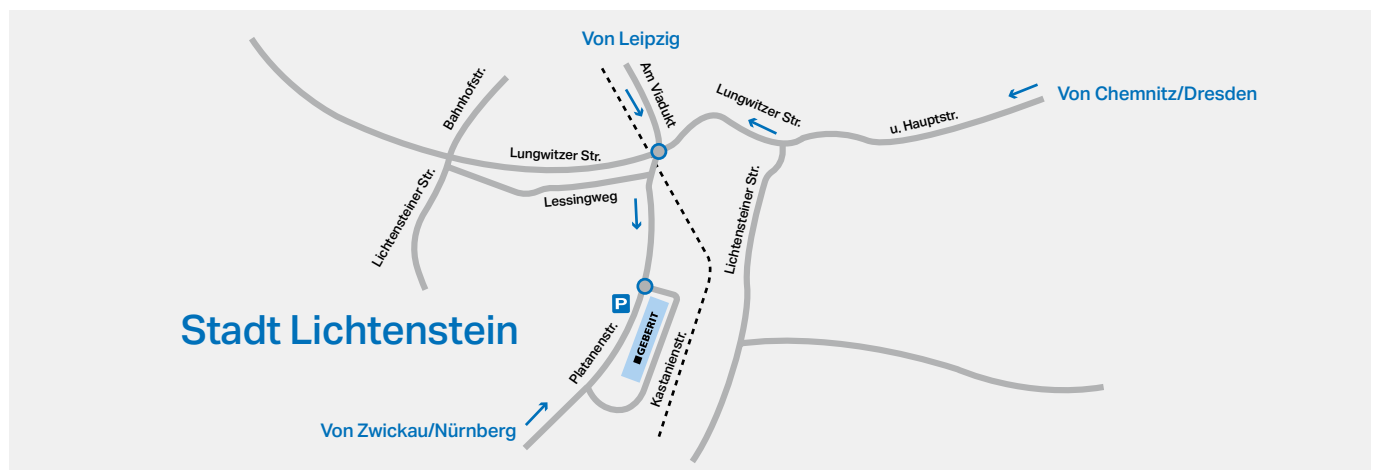 Von Leipzig
Am Viadukt
Bahnhofstr.
Lungwitzer Str.
Von Chemnitz/Dresden
u. Hauptstr.
Lungwitzer Str.
Lessingweg
Lichtensteiner Str.
Lichtensteiner Str.
P
Stadt Lichtenstein
GEBERIT
Platanenstr.
Kastanienstr.
Von Zwickau/Nürnberg